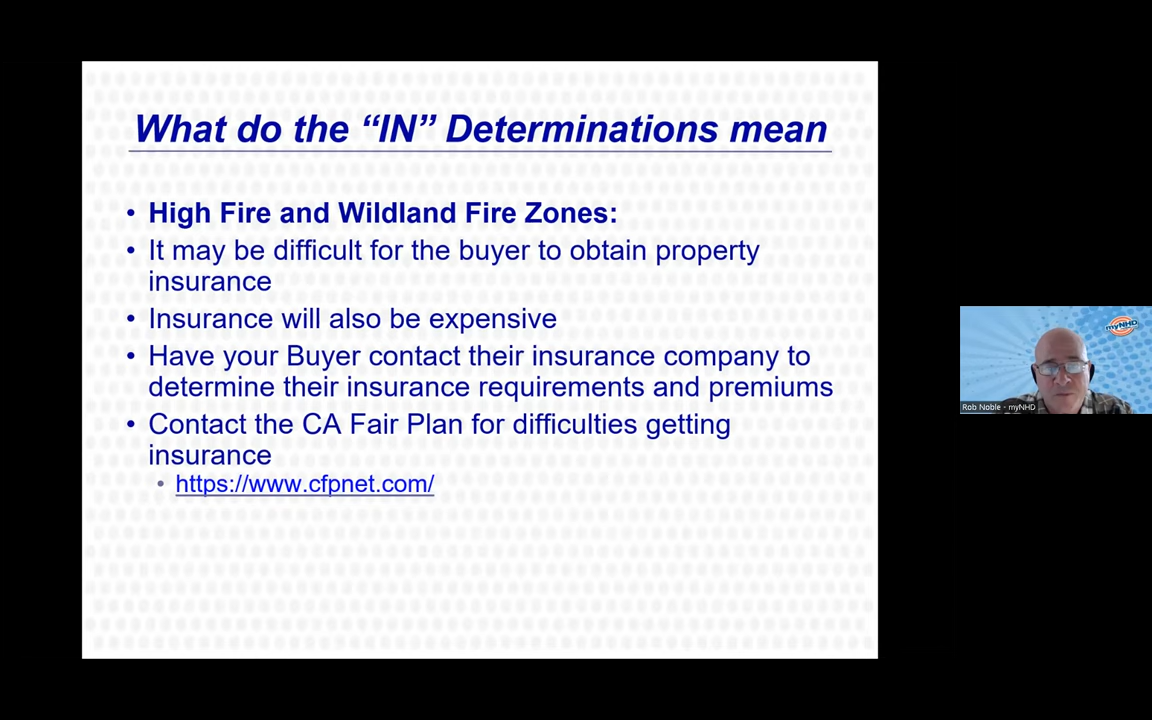 What do the “IN” Determinations mean
• High Fire and Wildland Fire Zones:
• It may be difficult for the buyer to obtain property
insurance
• Insurance will also be expensive
• Have your Buyer contact their insurance company to
determine their insurance requirements and premiums
• Contact the CA Fair Plan for difficulties getting
insurance
• https://www.cfpnet.com/
myNHD
Rob Noble - myNHD